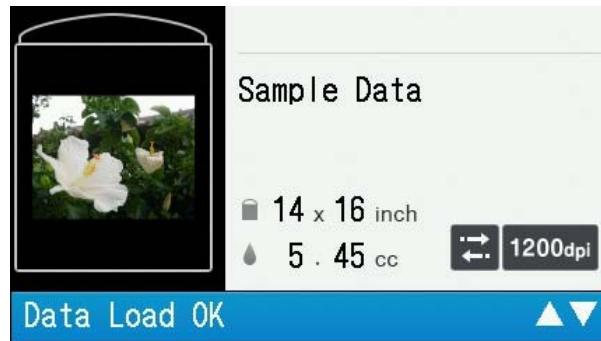 Sample Data
14 x 16 inch
5 . 45 cc
1200dpi
Data Load OK